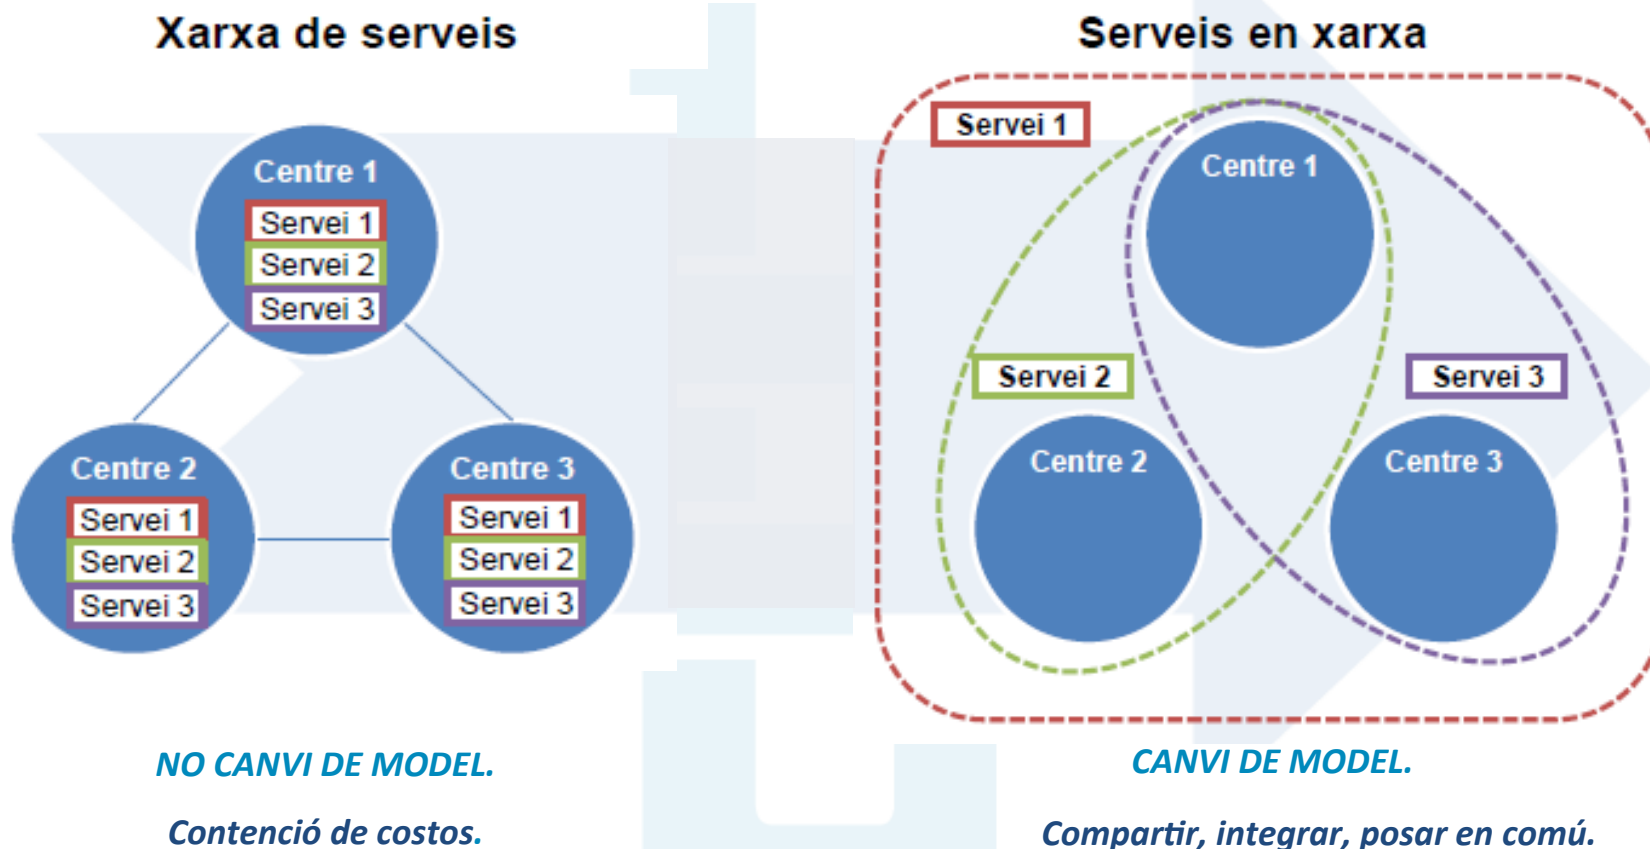 Xarxa de serveis
Centre 1
Servei 1
Servei 2
Servei 3
Centre 2
Servei 1
Servei 2
Servei 3
Centre 3
Servei 1
Servei 2
Servei 3
NO CANVI DE MODEL.
Contenció de costos.
Serveis en xarxa
Servei 1
Centre 1
Servei 2
Servei 3
Centre 2
Centre 3
CANVI DE MODEL.
Compartir, integrar, posar en comú.